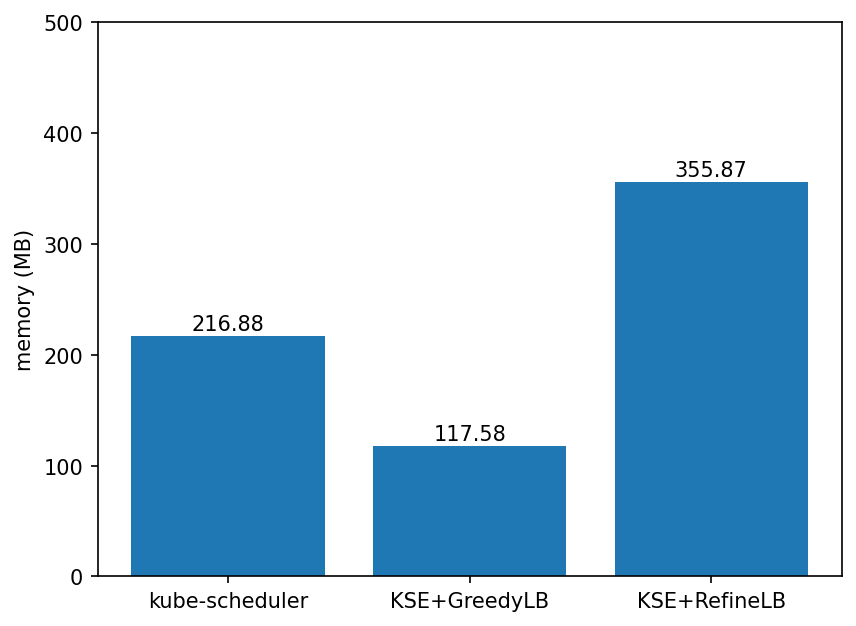 500
400
300
200
100
0
memory (MB)
216.88
117.58
355.87
kube-scheduler
KSE+GreedyLB
KSE+RefineLB